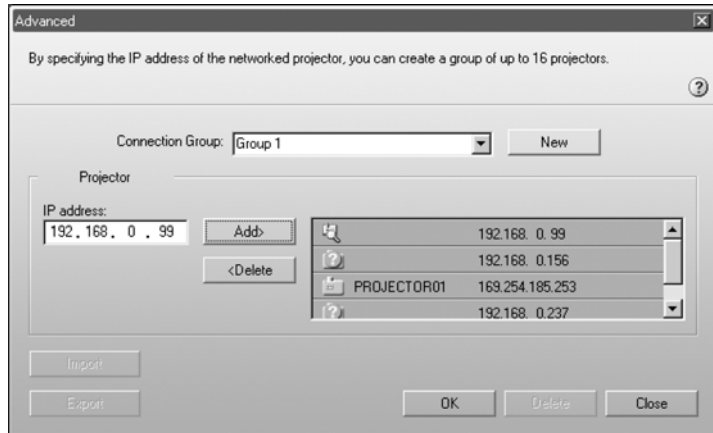 Advanced
By specifying the IP address of the networked projector, you can create a group of up to 16 projectors.
Connection Group: Group 1 New
Projector
IP address:
192 . 168 . 0 . 99 Add> 192.168. 0. 99
<Delete 192.168. 0.156
PROJECTOR01 169.254.185.253
192.168. 0.237
Import
Export OK Delete Close